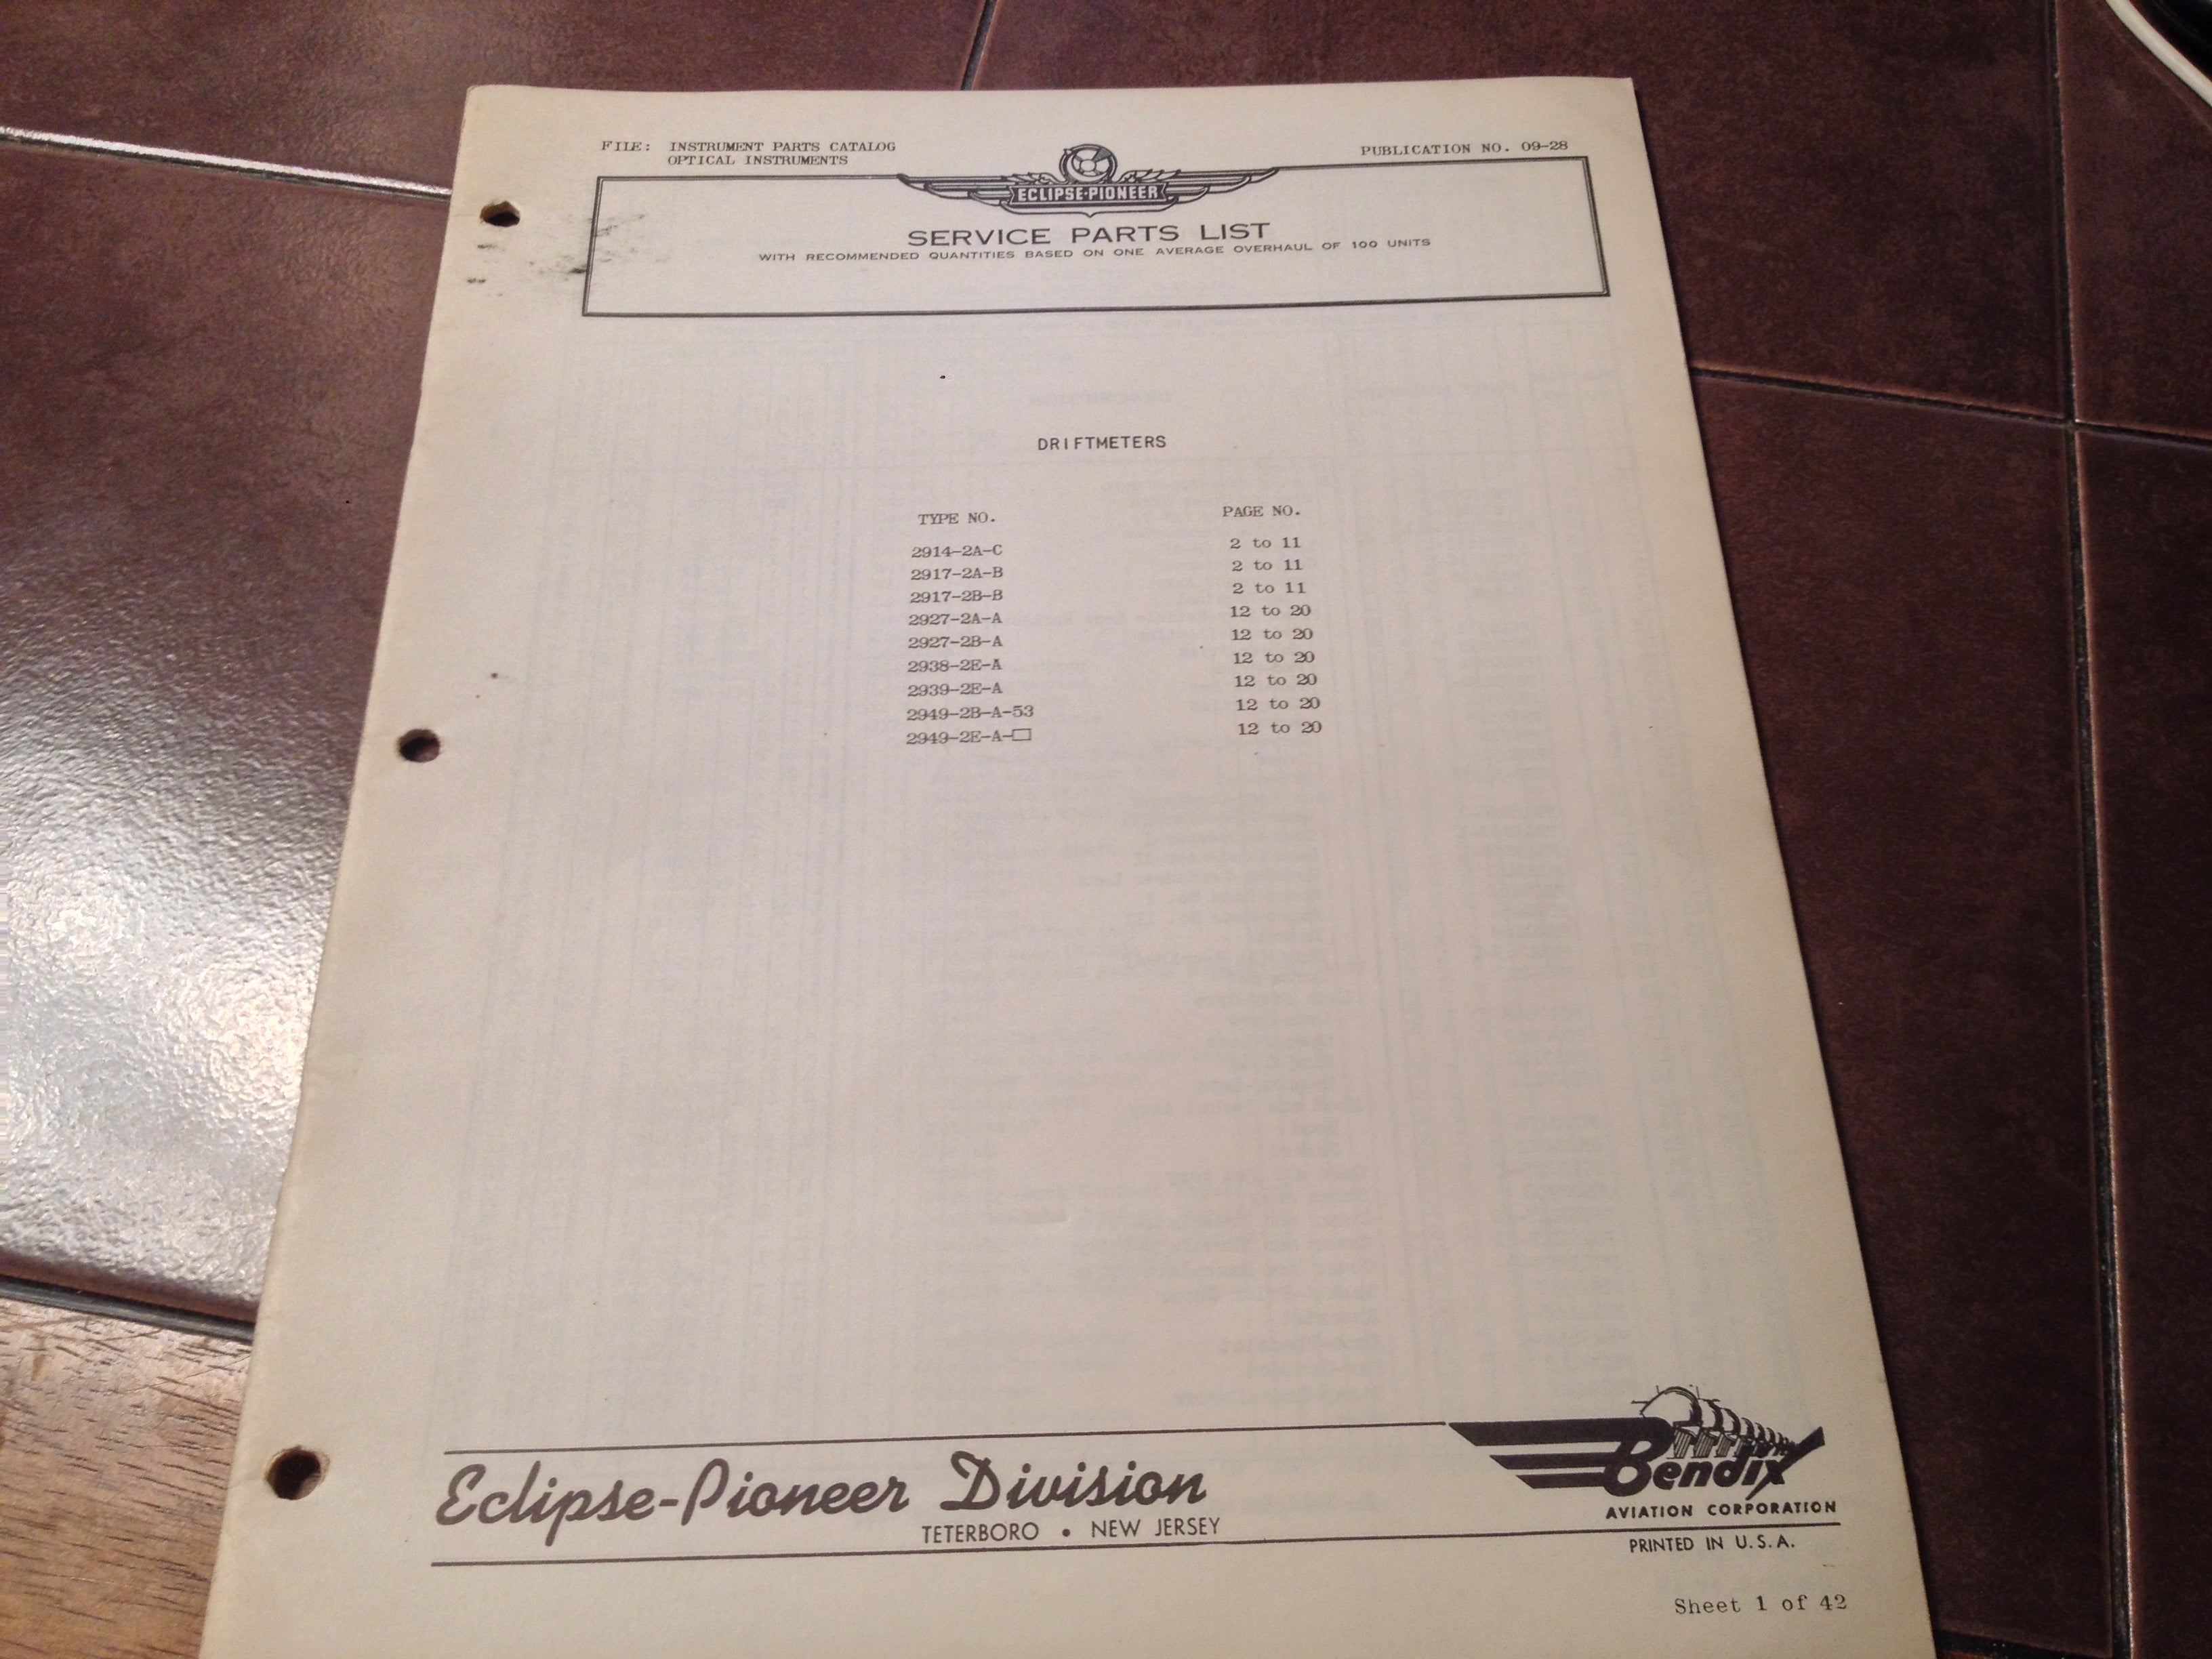 FILE: INSTRUMENT PARTS CATALOG
OPTICAL INSTRUMENTS
PUBLICATION NO. 09-28
ECLIPSE-PIONEER
SERVICE PARTS LIST
WITH RECOMMENDED QUANTITIES BASED ON ONE AVERAGE OVERHAUL OF 100 UNITS
DRIFTMETERS
TYPE NO. PAGE NO.
2914-2A-C 2 to 11
2917-2A-B 2 to 11
2917-2B-B 2 to 11
2927-2A-A 12 to 20
2927-2B-A 12 to 20
2938-2E-A 12 to 20
2939-2E-A 12 to 20
2949-2B-A-53 12 to 20
2949-2E-A-□ 12 to 20
Eclipse-Pioneer Division
TETERBORO • NEW JERSEY
Bendix
AVIATION CORPORATION
PRINTED IN U.S.A.
Sheet 1 of 42